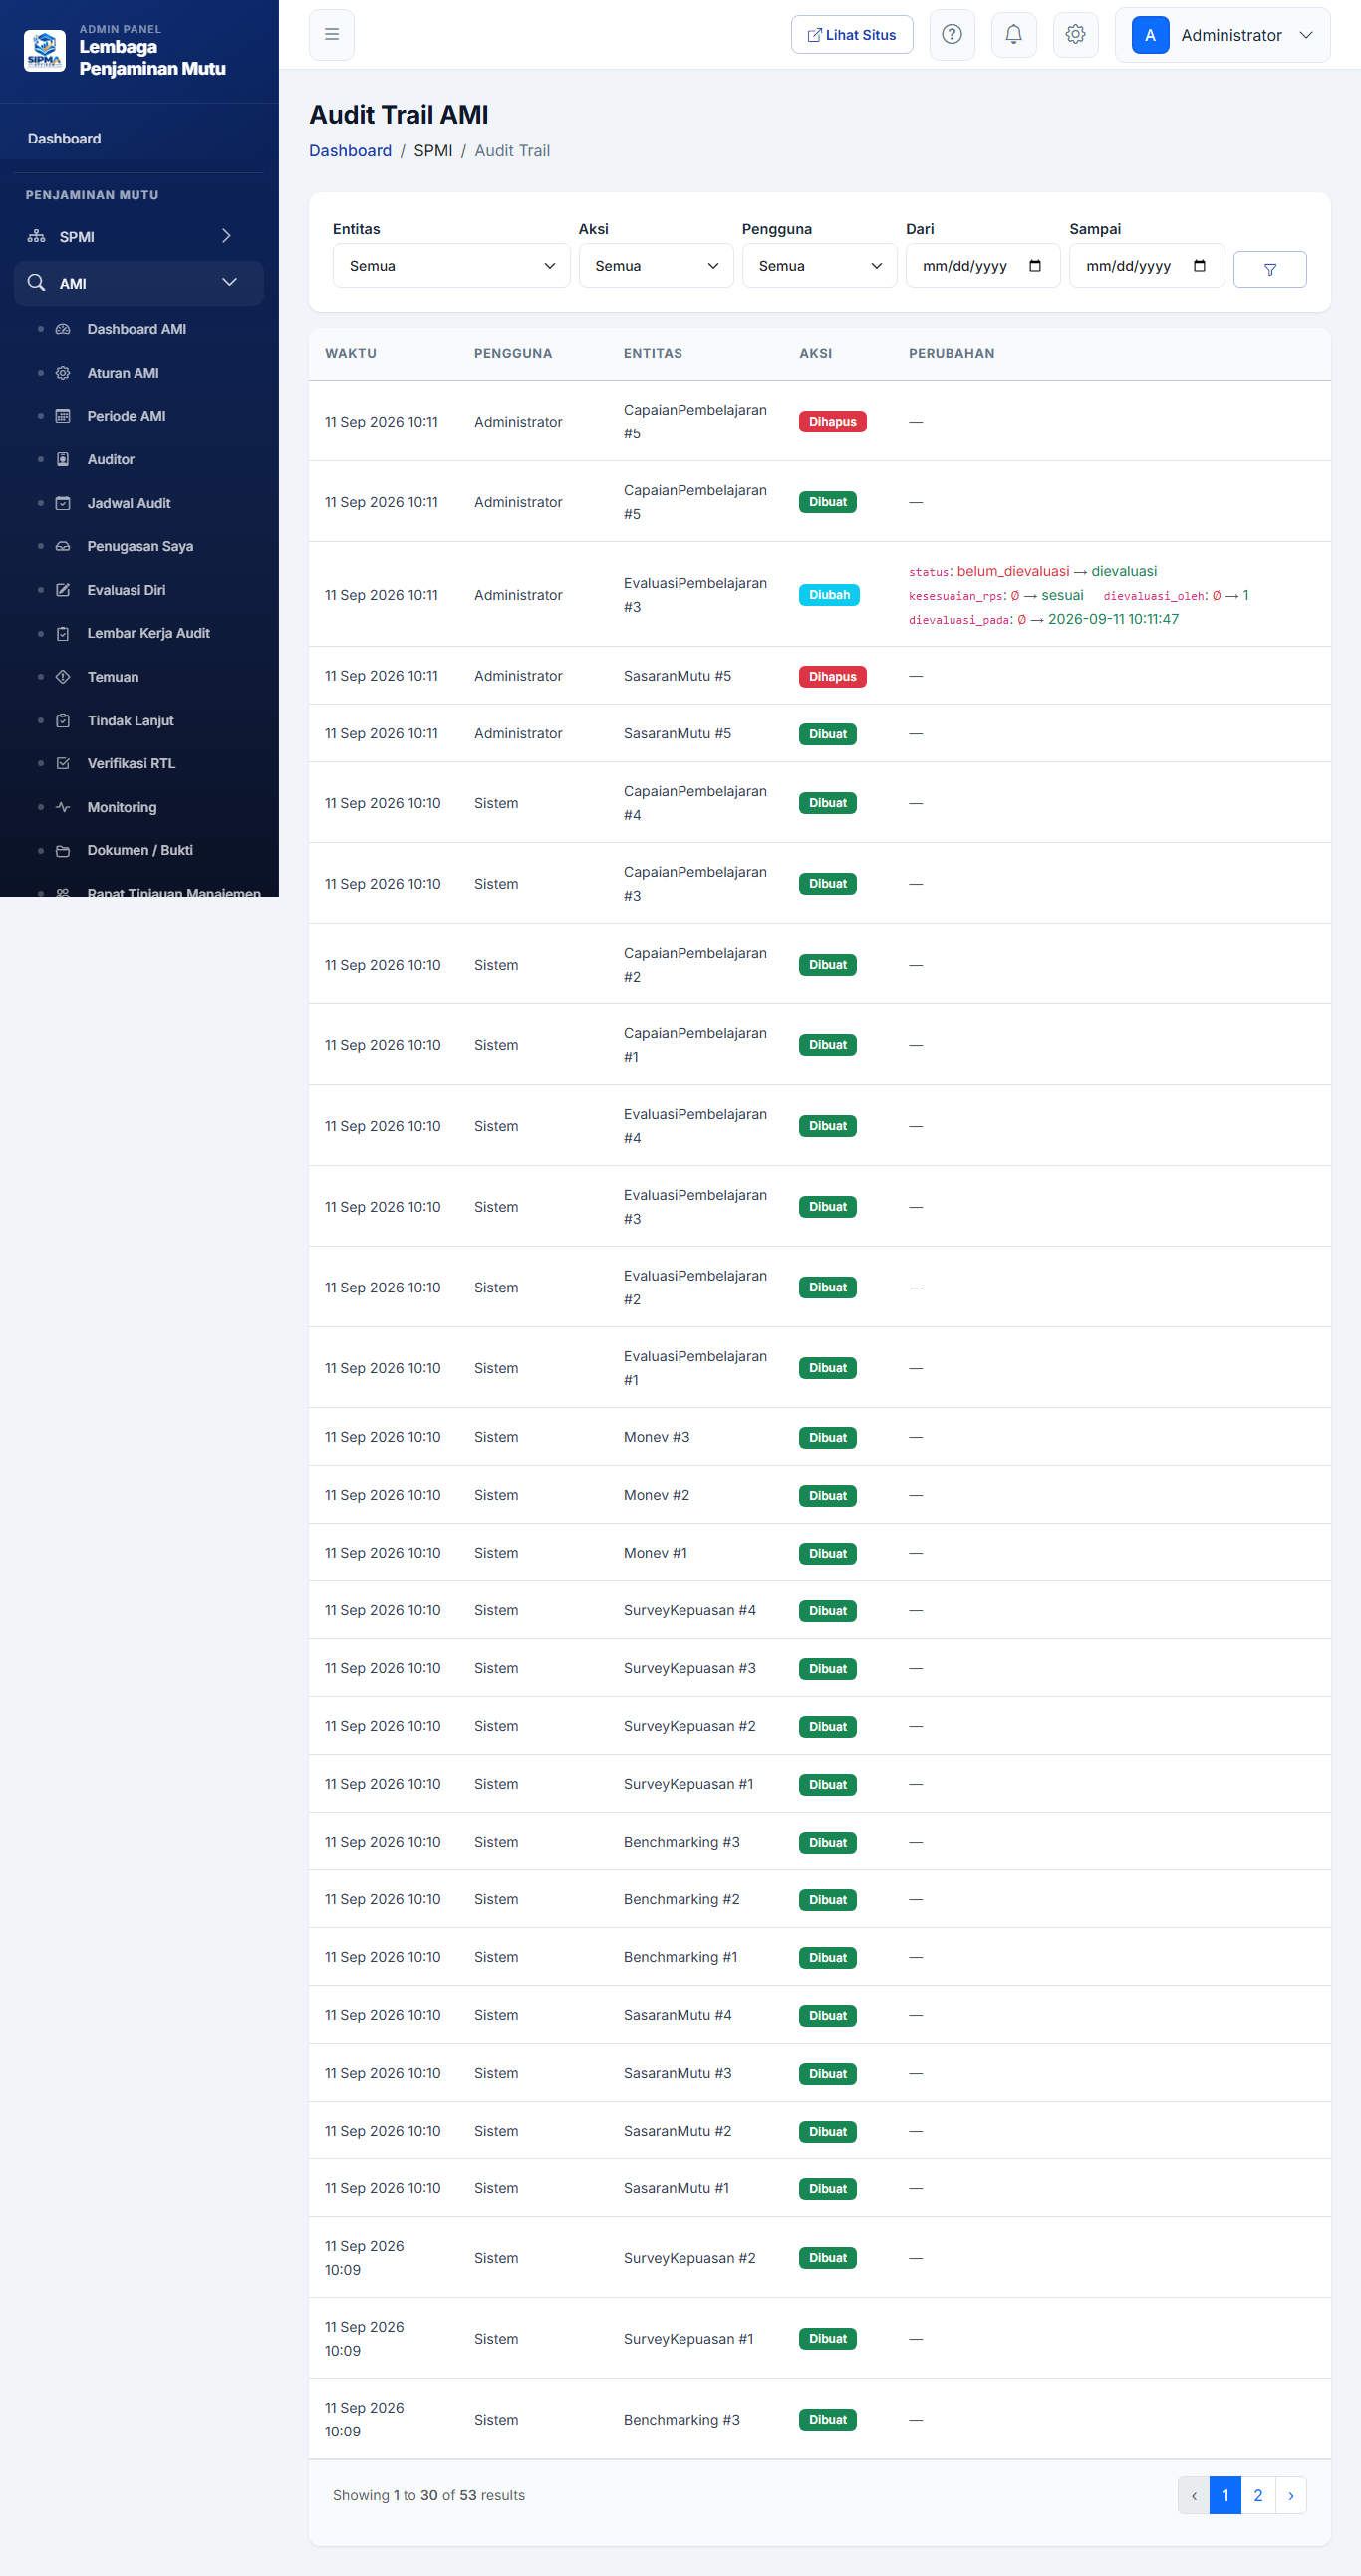 ADMIN PANEL
Lembaga
Penjaminan Mutu
SIPMA
Lihat Situs
A
Administrator
Dashboard
PENJAMINAN MUTU
SPMI
AMI
Dashboard AMI
Aturan AMI
Periode AMI
Auditor
Jadwal Audit
Penugasan Saya
Evaluasi Diri
Lembar Kerja Audit
Temuan
Tindak Lanjut
Verifikasi RTL
Monitoring
Dokumen / Bukti
Rapat Tinjauan Manajemen
Audit Trail AMI
Dashboard / SPMI / Audit Trail
Entitas Aksi Pengguna Dari Sampai
Semua Semua Semua mm/dd/yyyy mm/dd/yyyy
WAKTU PENGGUNA ENTITAS AKSI PERUBAHAN
11 Sep 2026 10:11 Administrator CapaianPembelajaran #5 Dihapus —
11 Sep 2026 10:11 Administrator CapaianPembelajaran #5 Dibuat —
11 Sep 2026 10:11 Administrator EvaluasiPembelajaran #3 Diubah status: belum_dievaluasi → dievaluasi
kesesuaian_rps: Ø → sesuai dievaluasi_oleh: Ø → 1
dievaluasi_pada: Ø → 2026-09-11 10:11:47
11 Sep 2026 10:11 Administrator SasaranMutu #5 Dihapus —
11 Sep 2026 10:11 Administrator SasaranMutu #5 Dibuat —
11 Sep 2026 10:10 Sistem CapaianPembelajaran #4 Dibuat —
11 Sep 2026 10:10 Sistem CapaianPembelajaran #3 Dibuat —
11 Sep 2026 10:10 Sistem CapaianPembelajaran #2 Dibuat —
11 Sep 2026 10:10 Sistem CapaianPembelajaran #1 Dibuat —
11 Sep 2026 10:10 Sistem EvaluasiPembelajaran #4 Dibuat —
11 Sep 2026 10:10 Sistem EvaluasiPembelajaran #3 Dibuat —
11 Sep 2026 10:10 Sistem EvaluasiPembelajaran #2 Dibuat —
11 Sep 2026 10:10 Sistem EvaluasiPembelajaran #1 Dibuat —
11 Sep 2026 10:10 Sistem Monev #3 Dibuat —
11 Sep 2026 10:10 Sistem Monev #2 Dibuat —
11 Sep 2026 10:10 Sistem Monev #1 Dibuat —
11 Sep 2026 10:10 Sistem SurveyKepuasan #4 Dibuat —
11 Sep 2026 10:10 Sistem SurveyKepuasan #3 Dibuat —
11 Sep 2026 10:10 Sistem SurveyKepuasan #2 Dibuat —
11 Sep 2026 10:10 Sistem SurveyKepuasan #1 Dibuat —
11 Sep 2026 10:10 Sistem Benchmarking #3 Dibuat —
11 Sep 2026 10:10 Sistem Benchmarking #2 Dibuat —
11 Sep 2026 10:10 Sistem Benchmarking #1 Dibuat —
11 Sep 2026 10:10 Sistem SasaranMutu #4 Dibuat —
11 Sep 2026 10:10 Sistem SasaranMutu #3 Dibuat —
11 Sep 2026 10:10 Sistem SasaranMutu #2 Dibuat —
11 Sep 2026 10:10 Sistem SasaranMutu #1 Dibuat —
11 Sep 2026 10:09 Sistem SurveyKepuasan #2 Dibuat —
11 Sep 2026 10:09 Sistem SurveyKepuasan #1 Dibuat —
11 Sep 2026 10:09 Sistem Benchmarking #3 Dibuat —
Showing 1 to 30 of 53 results
‹ 1 2 ›